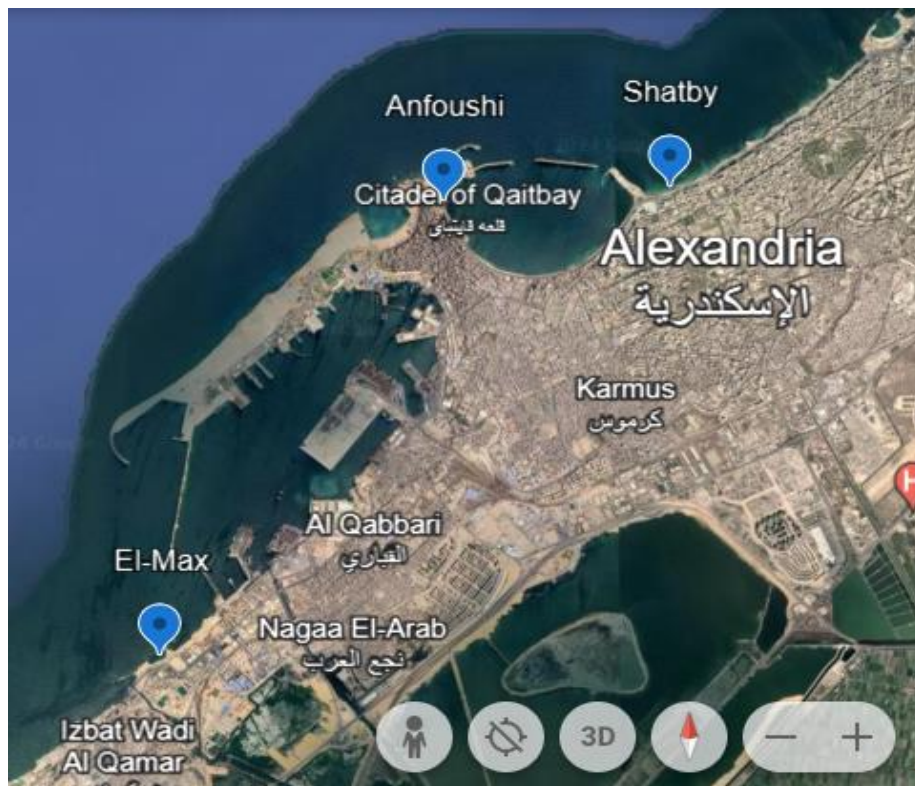 Anfoushi
Shatby
Citadel of Qaitbay
قلعه قايتباى
Alexandria
الإسكندرية
Karmus
كرموس
Al Qabbari
القباري
El-Max
Nagaa El-Arab
نجع العرب
Izbat Wadi
Al Qamar
3D
H